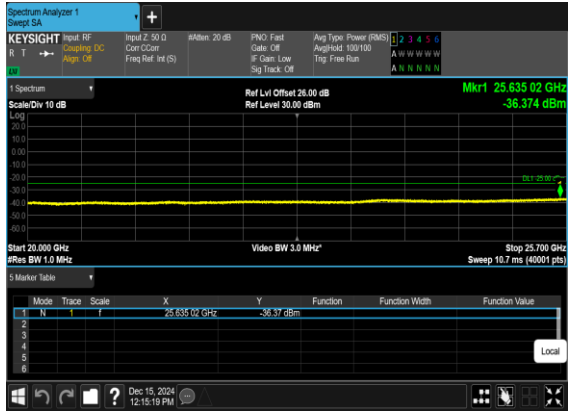 Spectrum Analyzer 1
Swept SA
KEYSIGHT Input: RF Input Z: 50 Ω #Atten: 20 dB PNO: Fast Avg Type: Power (RMS) 1 2 3 4 5 6
R T Coupling: DC Corr CCorr Gate: Off Avg|Hold: 100/100 A W W W W W
Align: Off Freq Ref: Int (S) IF Gain: Low Trig: Free Run A N N N N N
LW Sig Track: Off
1 Spectrum
Ref Lvl Offset 26.00 dB Mkr1 25.635 02 GHz
Scale/Div 10 dB Ref Level 30.00 dBm -36.374 dBm
Log
20.0
10.0
0.00
-10.0
-20.0
DL1 -25.00
-30.0
-40.0
-50.0
-60.0
Start 20.000 GHz Video BW 3.0 MHz* Stop 25.700 GHz
#Res BW 1.0 MHz Sweep 10.7 ms (40001 pts)
5 Marker Table
Mode Trace Scale X Y Function Function Width Function Value
1 N 1 f 25.635 02 GHz -36.37 dBm
2
3
4
5
6
Local
? Dec 15, 2024
12:15:19 PM